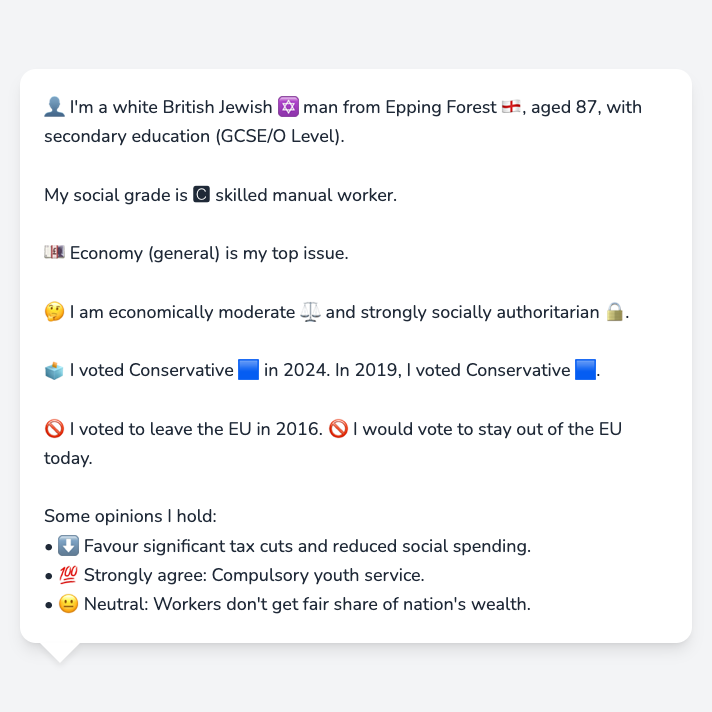 👤 I'm a white British Jewish ✡️ man from Epping Forest 🏴󠁧󠁢󠁥󠁮󠁧󠁿, aged 87, with
secondary education (GCSE/O Level).
My social grade is 🅲 skilled manual worker.
💷 Economy (general) is my top issue.
🤔 I am economically moderate ⚖️ and strongly socially authoritarian 🔒.
🗳️ I voted Conservative 🟦 in 2024. In 2019, I voted Conservative 🟦.
🚫 I voted to leave the EU in 2016. 🚫 I would vote to stay out of the EU
today.
Some opinions I hold:
• ⬇️ Favour significant tax cuts and reduced social spending.
• 💯 Strongly agree: Compulsory youth service.
• 😐 Neutral: Workers don't get fair share of nation's wealth.